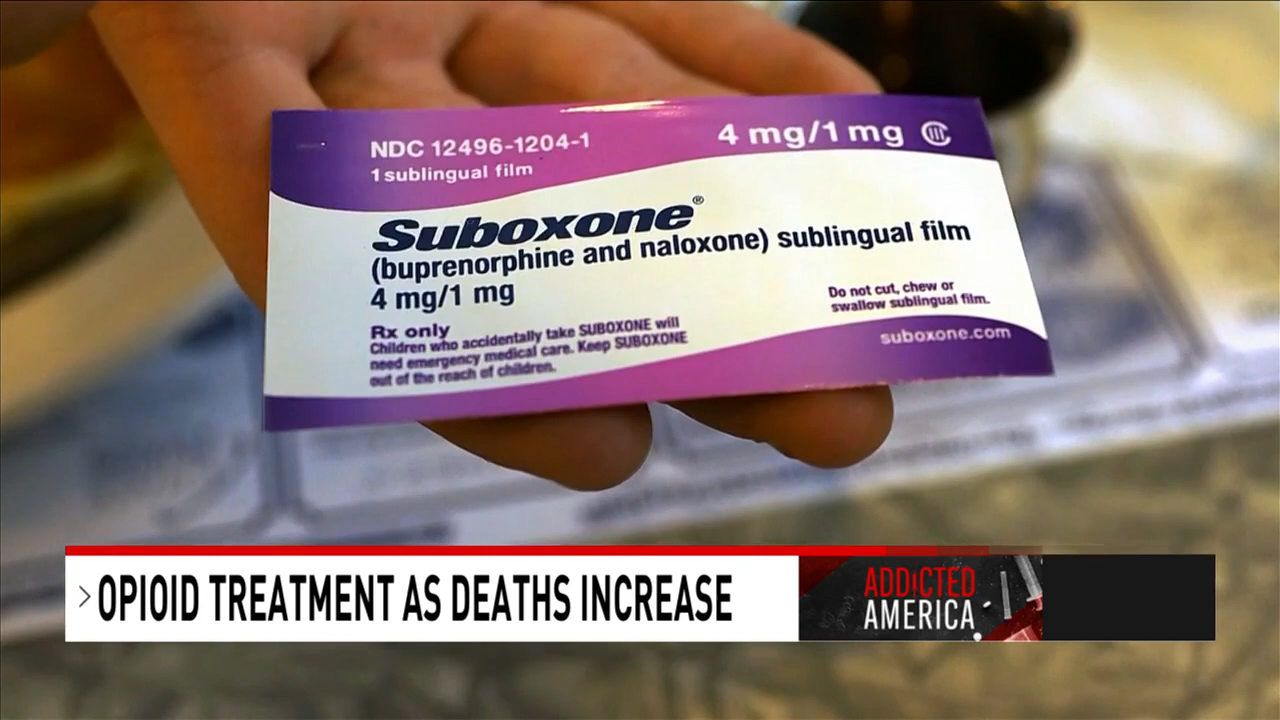 NDC 12496-1204-1
1 sublingual film
4 mg/1 mg CIII
Suboxone®
(buprenorphine and naloxone) sublingual film
4 mg/1 mg
Rx only
Children who accidentally take SUBOXONE will
need emergency medical care. Keep SUBOXONE
out of the reach of children.
Do not cut, chew or
swallow sublingual film.
suboxone.com
> OPIOID TREATMENT AS DEATHS INCREASE
ADDICTED
AMERICA